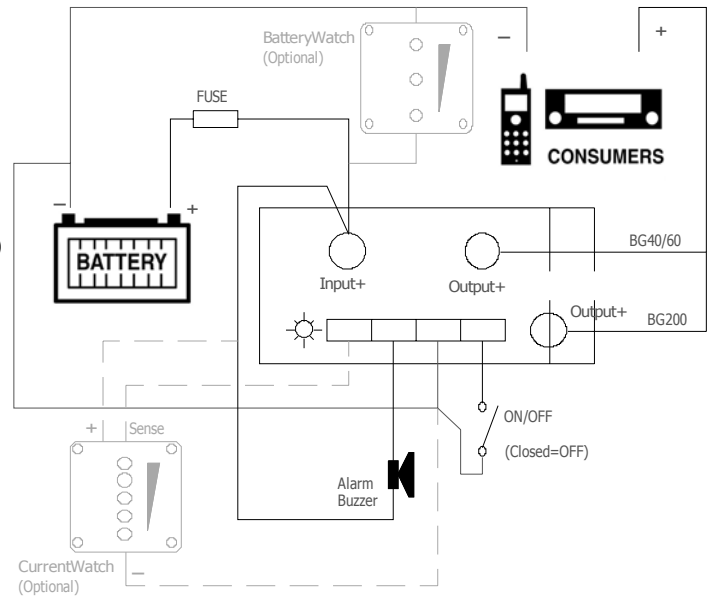 BatteryWatch
(Optional)
−
+
FUSE
CONSUMERS
−
+
BATTERY
BG40/60
Input+
Output+
Output+
BG200
+
Sense
ON/OFF
(Closed=OFF)
Alarm
Buzzer
CurrentWatch
(Optional)
−
)